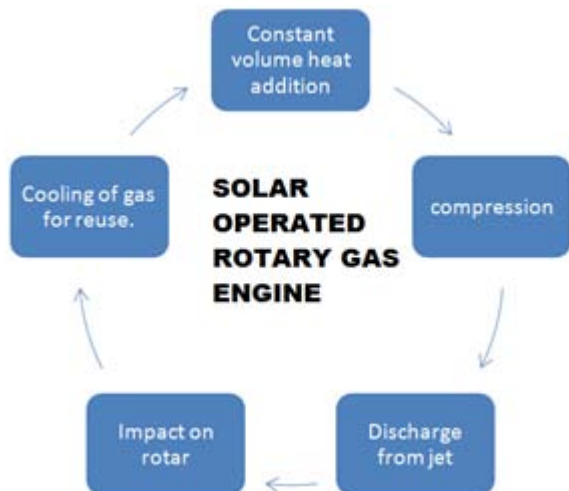 Constant
volume heat
addition
compression
Discharge
from jet
Impact on
rotar
Cooling of gas
for reuse.
SOLAR
OPERATED
ROTARY GAS
ENGINE